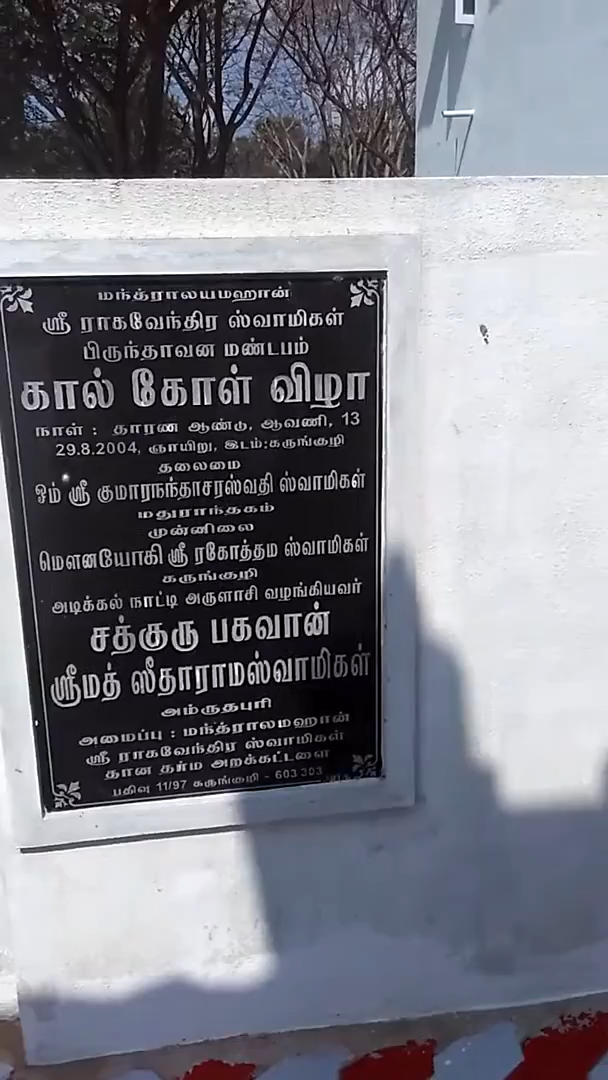 மந்த்ராலயமஹான்
ஸ்ரீ ராகவேந்திர ஸ்வாமிகள்
பிருந்தாவன மண்டபம்
கால் கோள் விழா
நாள் : தாரண ஆண்டு, ஆவணி, 13
29.8.2004, ஞாயிறு, இடம்:கருங்குழி
தலைமை
ஓம் ஸ்ரீ குமாரநந்தாசரஸ்வதி ஸ்வாமிகள்
மதுராந்தகம்
முன்னிலை
மௌனயோகி ஸ்ரீ ரகோத்தம ஸ்வாமிகள்
கருங்குழி
அடிக்கல் நாட்டி அருளாசி வழங்கியவர்
சத்குரு பகவான்
ஸ்ரீமத் ஸீதாராமஸ்வாமிகள்
அம்ருதபுரி
அமைப்பு : மந்த்ராலமஹான்
ஸ்ரீ ராகவேந்திர ஸ்வாமிகள்
தான தர்ம அறக்கட்டளை
பதிவு 11/97 கருங்குழி - 603 303